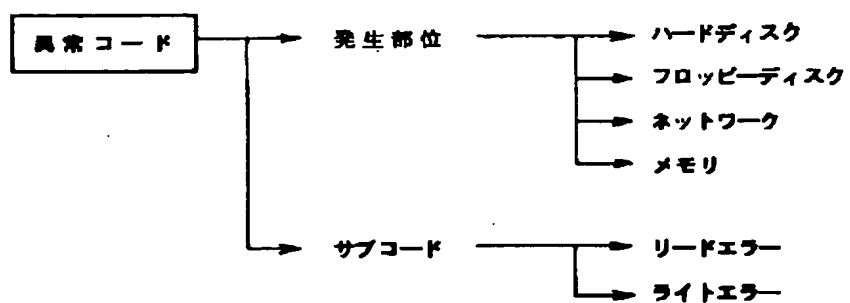 異常コード
発生部位
ハードディスク
フロッピーディスク
ネットワーク
メモリ
サブコード
リードエラー
ライトエラー